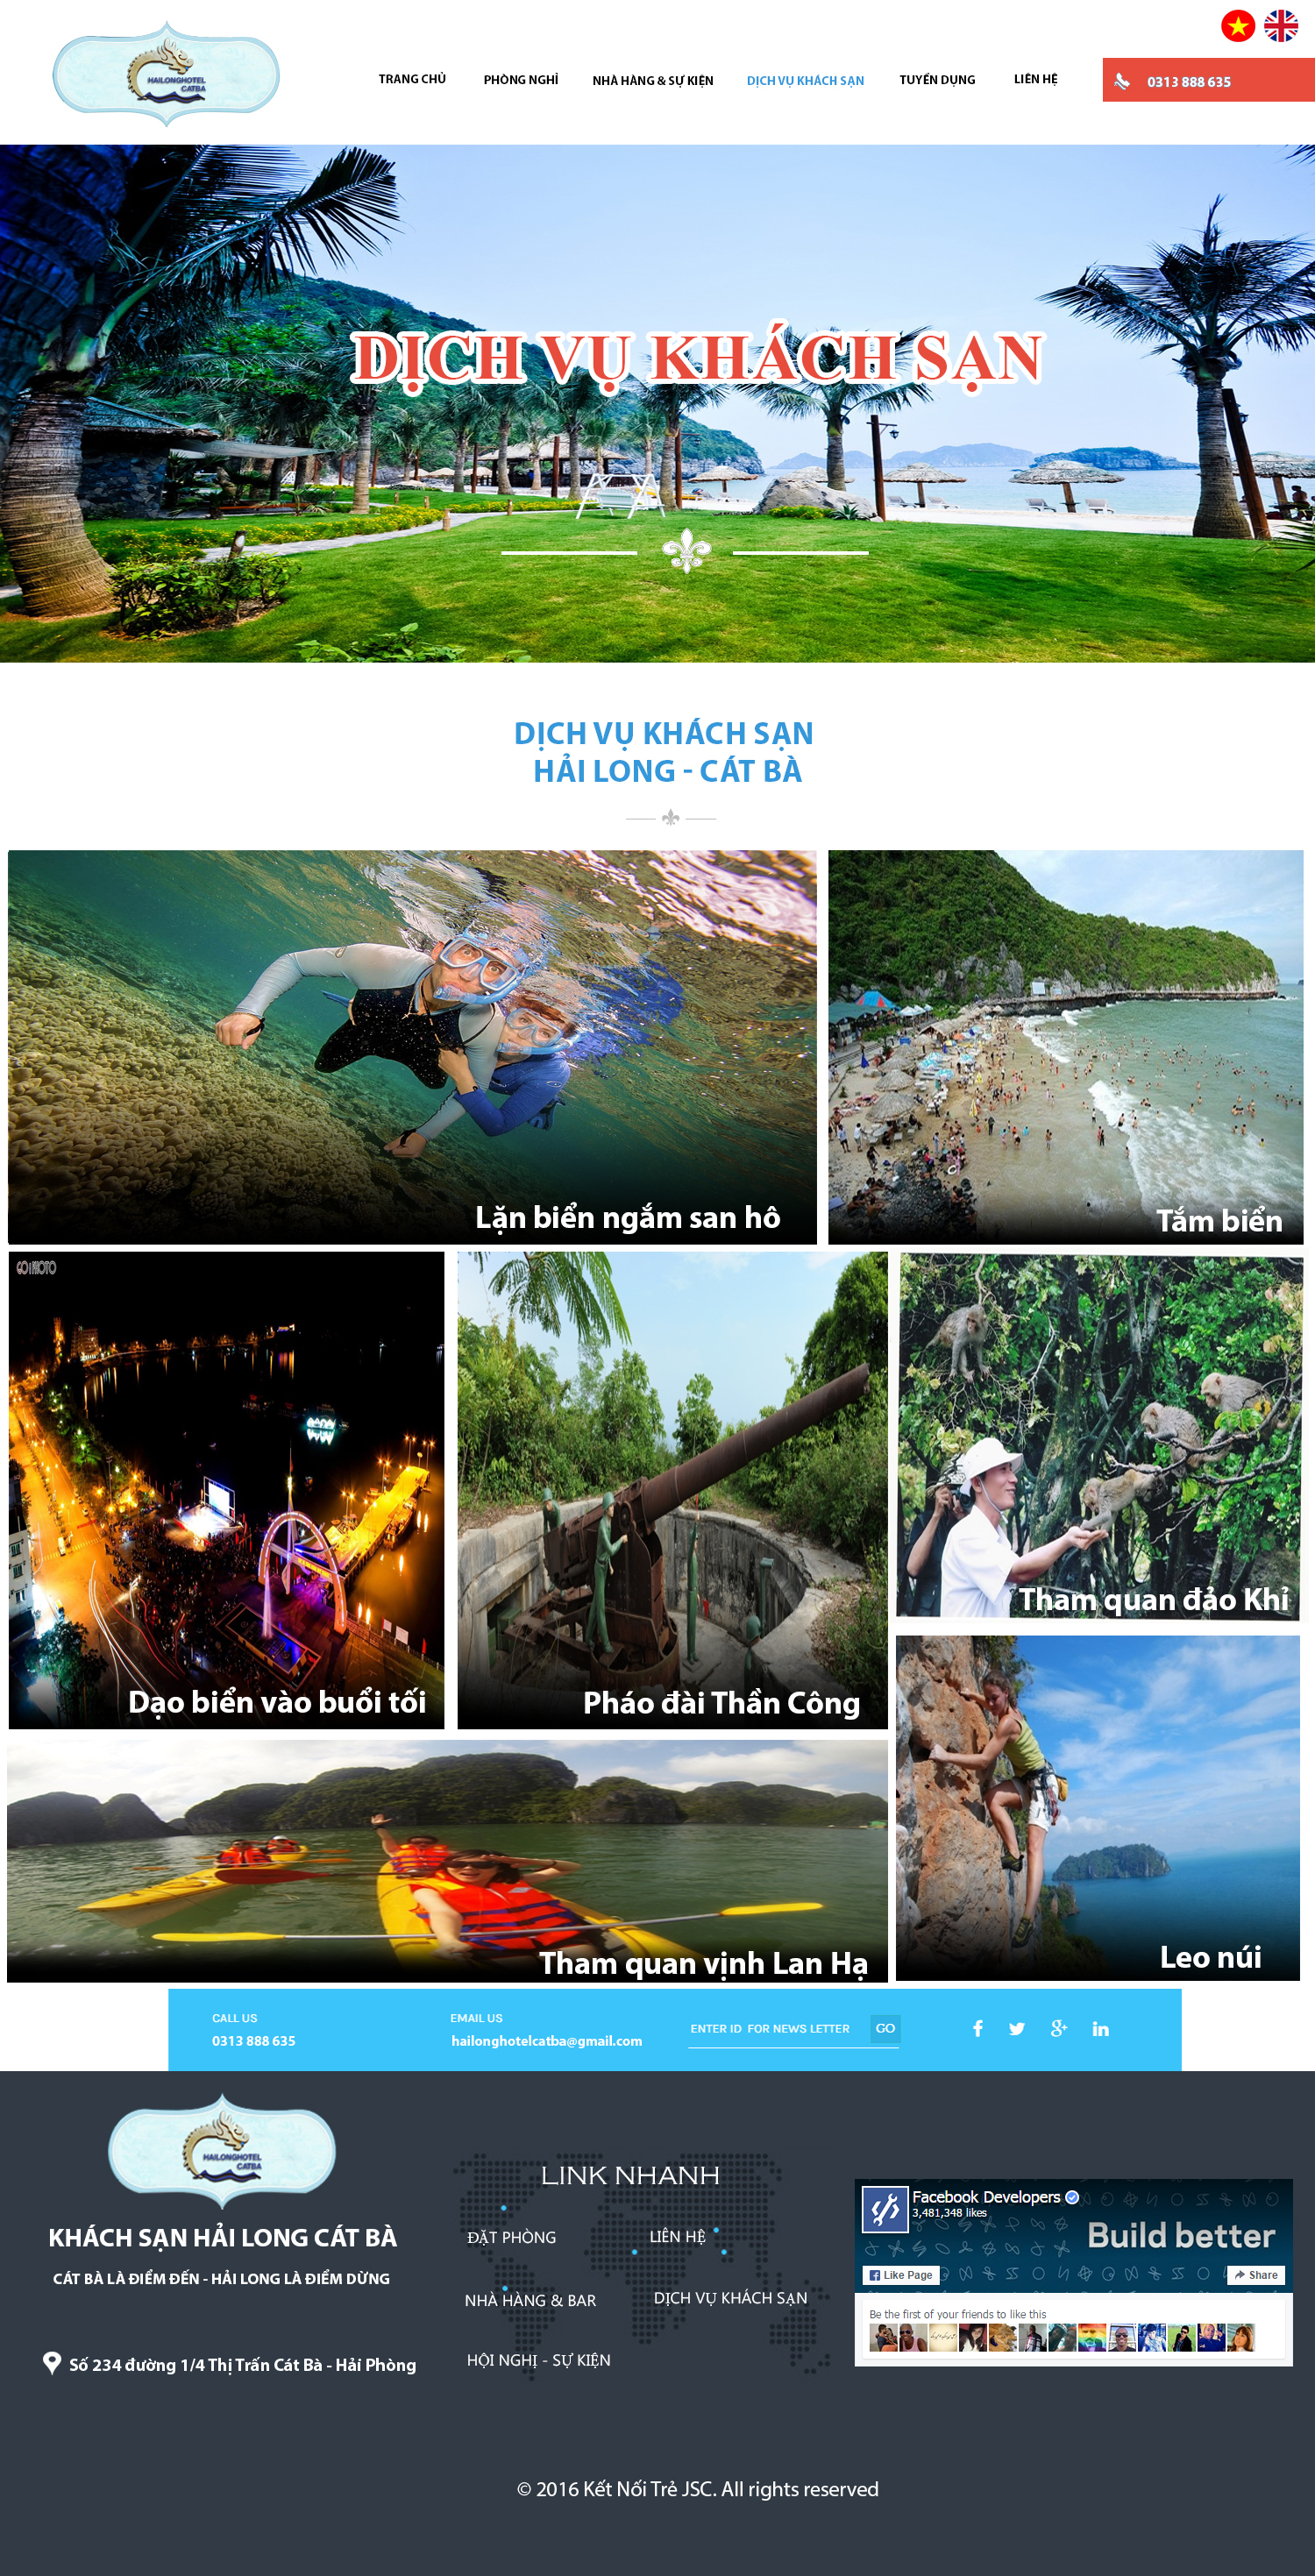 HAILONGHOTEL
CATBA
TRANG CHỦ
PHÒNG NGHỈ
NHÀ HÀNG & SỰ KIỆN
DỊCH VỤ KHÁCH SẠN
TUYỂN DỤNG
LIÊN HỆ
0313 888 635
DỊCH VỤ KHÁCH SẠN
DỊCH VỤ KHÁCH SẠN
HẢI LONG - CÁT BÀ
Lặn biển ngắm san hô
Tắm biển
Dạo biển vào buổi tối
Pháo đài Thần Công
Tham quan đảo Khỉ
Tham quan vịnh Lan Hạ
Leo núi
CALL US
0313 888 635
EMAIL US
hailonghotelcatba@gmail.com
ENTER ID FOR NEWS LETTER
GO
HAILONGHOTEL
CATBA
KHÁCH SẠN HẢI LONG CÁT BÀ
CÁT BÀ LÀ ĐIỂM ĐẾN - HẢI LONG LÀ ĐIỂM DỪNG
Số 234 đường 1/4 Thị Trấn Cát Bà - Hải Phòng
LINK NHANH
ĐẶT PHÒNG
LIÊN HỆ
NHÀ HÀNG & BAR
DỊCH VỤ KHÁCH SẠN
HỘI NGHỊ - SỰ KIỆN
Facebook Developers
3,481,348 likes
Build better
Like Page
Share
Be the first of your friends to like this
© 2016 Kết Nối Trẻ JSC. All rights reserved